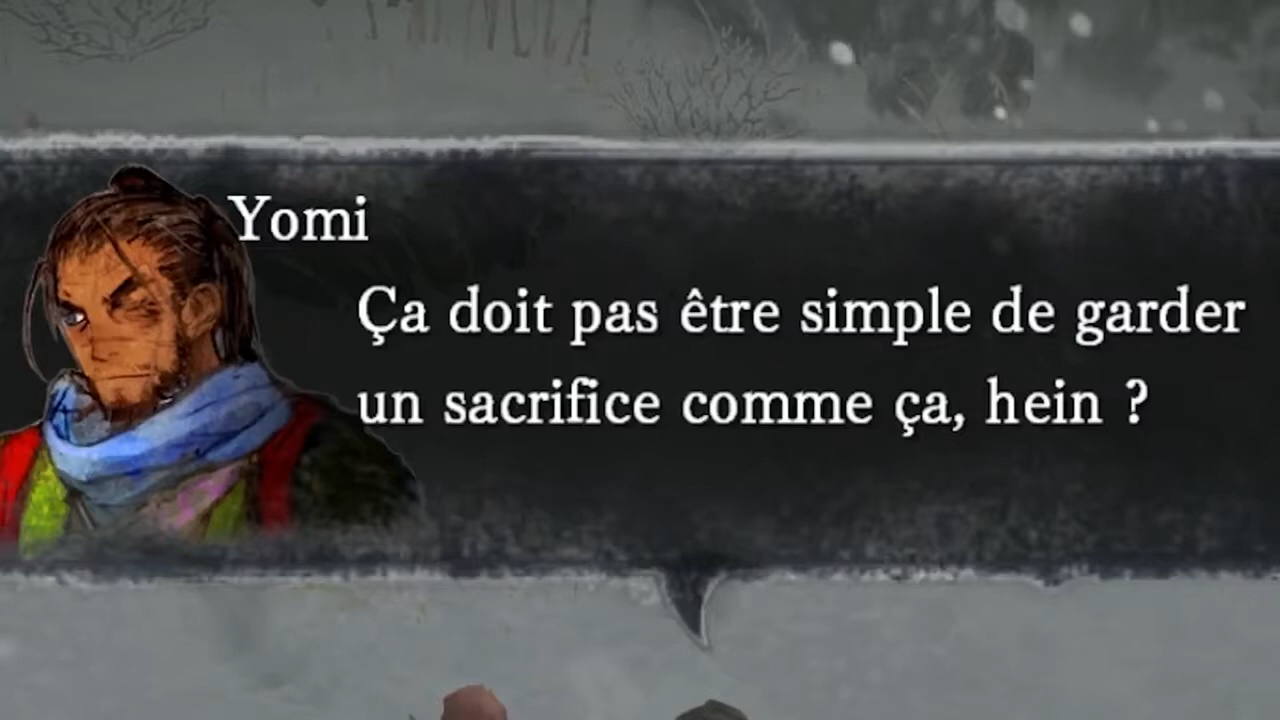 Yomi
Ça doit pas être simple de garder
un sacrifice comme ça, hein ?